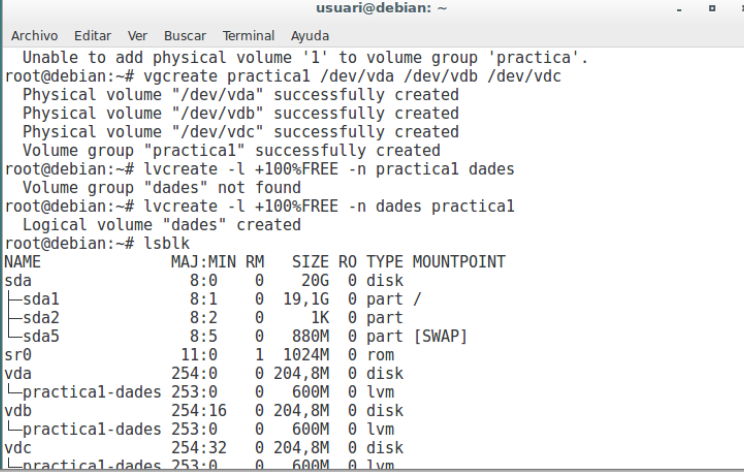 usuari@debian: ~
Archivo Editar Ver Buscar Terminal Ayuda
  Unable to add physical volume '1' to volume group 'practica'.
root@debian:~# vgcreate practica1 /dev/vda /dev/vdb /dev/vdc
  Physical volume "/dev/vda" successfully created
  Physical volume "/dev/vdb" successfully created
  Physical volume "/dev/vdc" successfully created
  Volume group "practica1" successfully created
root@debian:~# lvcreate -l +100%FREE -n practica1 dades
  Volume group "dades" not found
root@debian:~# lvcreate -l +100%FREE -n dades practica1
  Logical volume "dades" created
root@debian:~# lsblk
NAME                MAJ:MIN RM   SIZE RO TYPE MOUNTPOINT
sda                   8:0    0    20G  0 disk
├─sda1                8:1    0  19,1G  0 part /
├─sda2                8:2    0     1K  0 part
└─sda5                8:5    0   880M  0 part [SWAP]
sr0                  11:0    1  1024M  0 rom
vda                 254:0    0 204,8M  0 disk
└─practica1-dades 253:0    0   600M  0 lvm
vdb                 254:16   0 204,8M  0 disk
└─practica1-dades 253:0    0   600M  0 lvm
vdc                 254:32   0 204,8M  0 disk
└─practica1-dades 253:0    0   600M  0 lvm